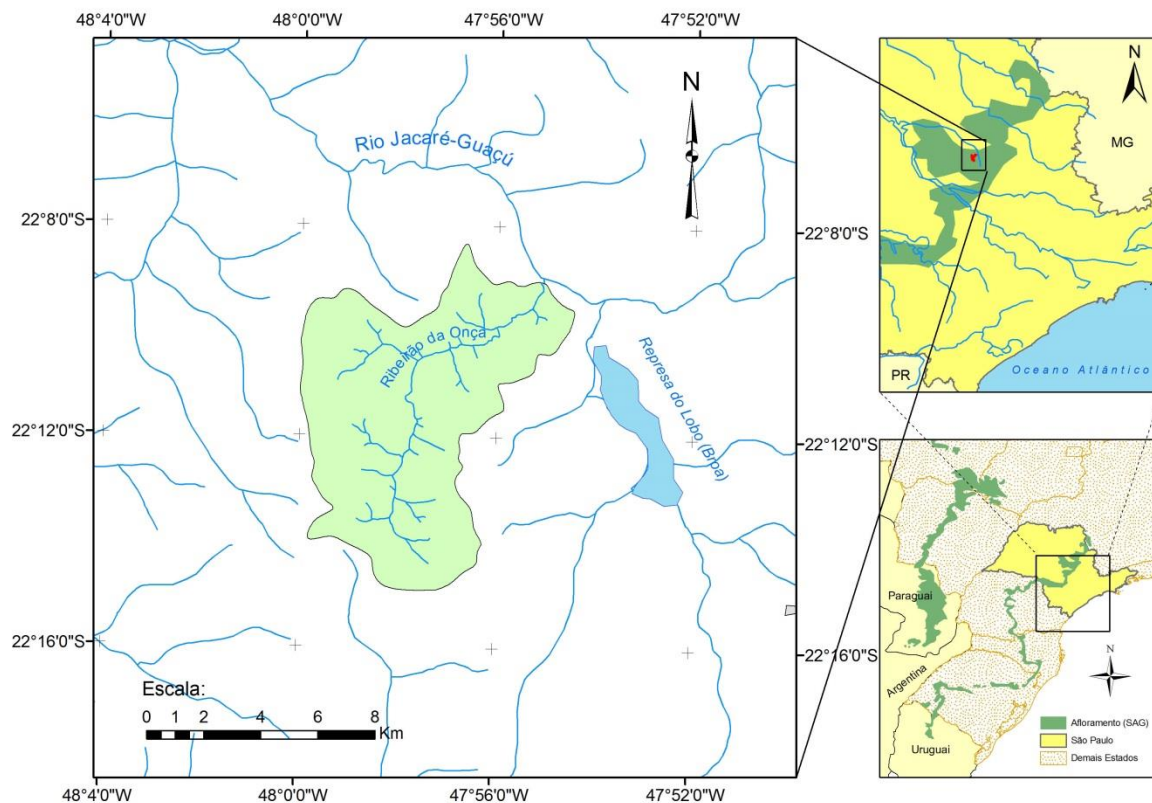 48°4'0"W
48°0'0"W
47°56'0"W
47°52'0"W
N
Rio Jacaré-Guaçú
22°8'0"S
22°8'0"S
Ribeirão da Onça
Represa do Lobo (Broa)
22°12'0"S
22°12'0"S
22°16'0"S
22°16'0"S
Escala:
0 1 2 4 6 8
Km
48°4'0"W
48°0'0"W
47°56'0"W
47°52'0"W
N
MG
PR
Oceano Atlântico
Paraguai
Argentina
Uruguai
N
Afloramento (SAG)
São Paulo
Demais Estados